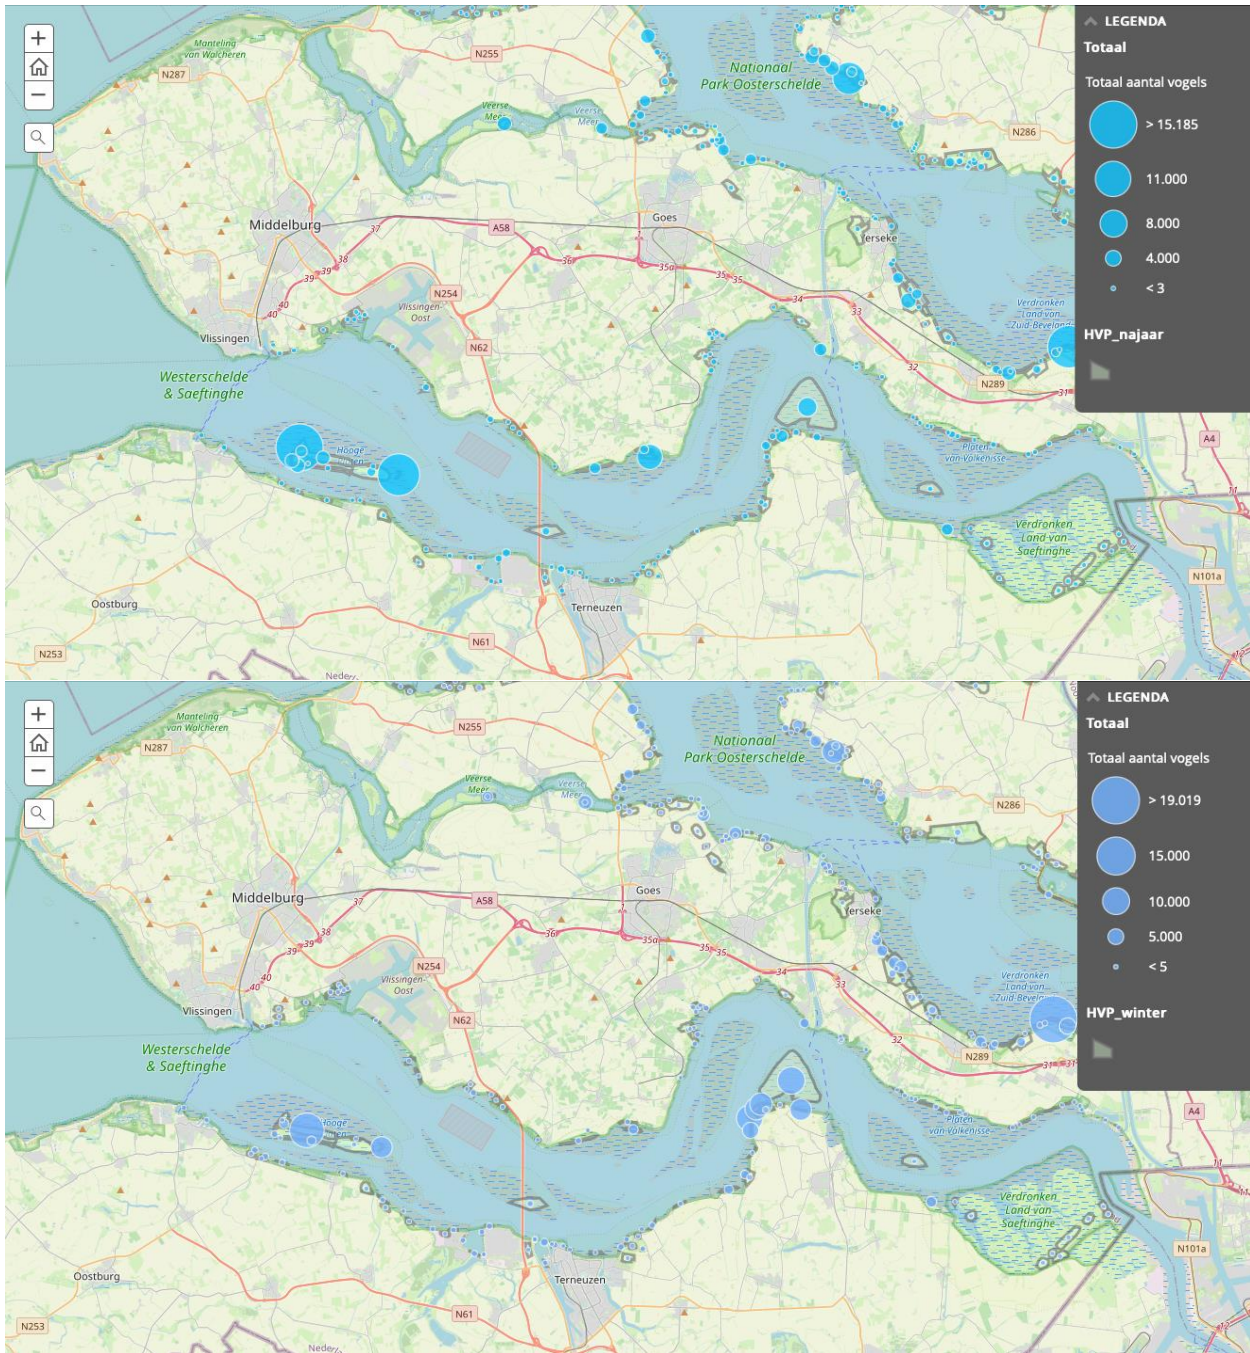 +
−
Manteling
van Walcheren
N287
N255
Veerse
Meer
Veerse
Meer
Nationaal
Park Oosterschelde
N286
Middelburg
37
38
39
39
40
40
A58
36
Goes
35a
35
35
34
33
32
31
Yerseke
N254
Vlissingen-
Oost
Vlissingen
N62
Verdronken
Land van
Zuid-Beveland
N289
Westerschelde
& Saeftinghe
Hooge
Platen
van Valkenisse
A4
11
Verdronken
Land van
Saeftinghe
N101a
Oostburg
Terneuzen
N61
N253
LEGENDA
Totaal
Totaal aantal vogels
> 15.185
11.000
8.000
4.000
< 3
HVP_najaar
+
−
Manteling
van Walcheren
N287
N255
Veerse
Meer
Veerse
Meer
Nationaal
Park Oosterschelde
N286
Middelburg
37
38
39
39
40
40
A58
36
Goes
35a
35
35
34
33
32
31
31
Yerseke
N254
Vlissingen-
Oost
Vlissingen
N62
Verdronken
Land van
N289
Westerschelde
& Saeftinghe
Hooge
Platen
van Valkenisse
A4
11
Verdronken
Land van
Saeftinghe
N101a
Oostburg
Terneuzen
N61
N253
LEGENDA
Totaal
Totaal aantal vogels
> 19.019
15.000
10.000
5.000
< 5
HVP_winter